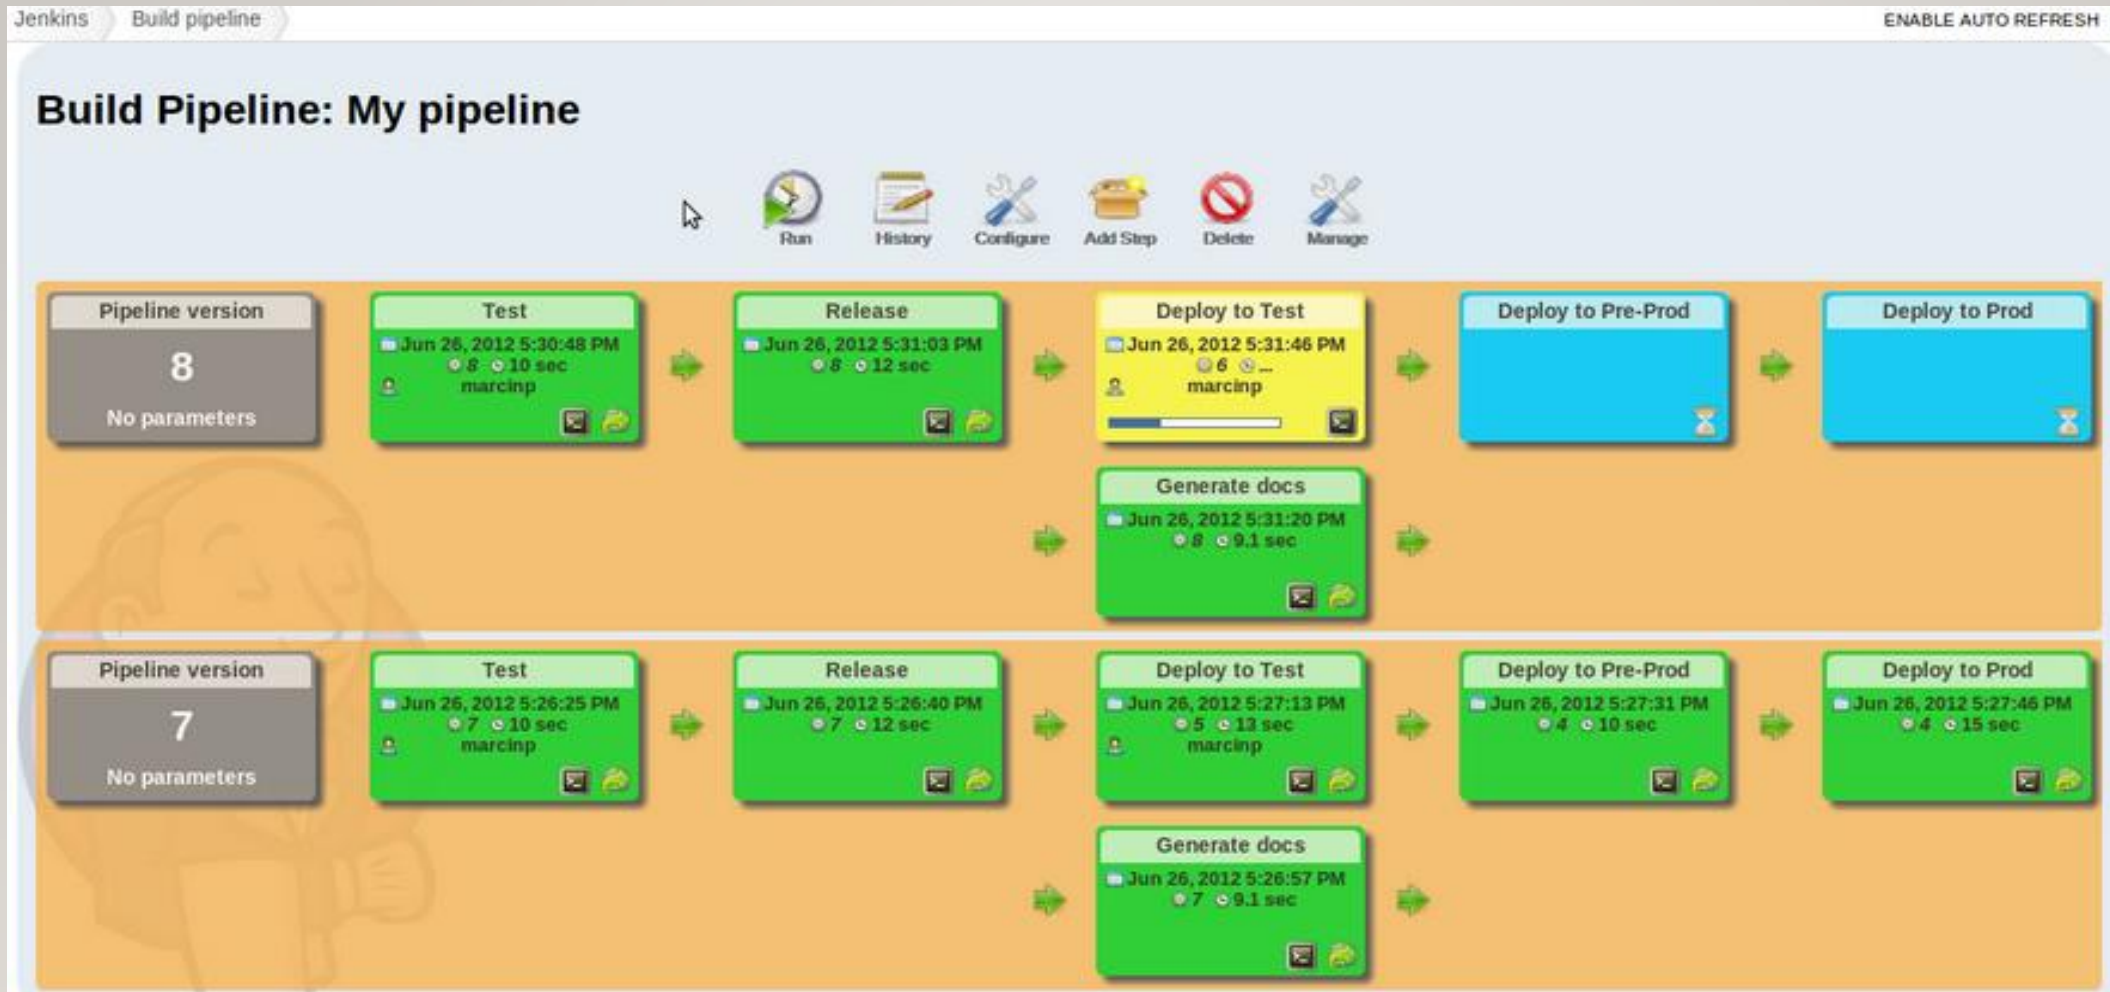 Jenkins Build pipeline
ENABLE AUTO REFRESH
Build Pipeline: My pipeline
Run History Configure Add Step Delete Manage
Pipeline version
8
No parameters
Test
Jun 26, 2012 5:30:48 PM
8 10 sec
marcinp
Release
Jun 26, 2012 5:31:03 PM
8 12 sec
Deploy to Test
Jun 26, 2012 5:31:46 PM
6 ...
marcinp
Deploy to Pre-Prod
Deploy to Prod
Generate docs
Jun 26, 2012 5:31:20 PM
8 9.1 sec
Pipeline version
7
No parameters
Test
Jun 26, 2012 5:26:25 PM
7 10 sec
marcinp
Release
Jun 26, 2012 5:26:40 PM
7 12 sec
Deploy to Test
Jun 26, 2012 5:27:13 PM
5 13 sec
marcinp
Deploy to Pre-Prod
Jun 26, 2012 5:27:31 PM
4 10 sec
Deploy to Prod
Jun 26, 2012 5:27:46 PM
4 15 sec
Generate docs
Jun 26, 2012 5:26:57 PM
7 9.1 sec